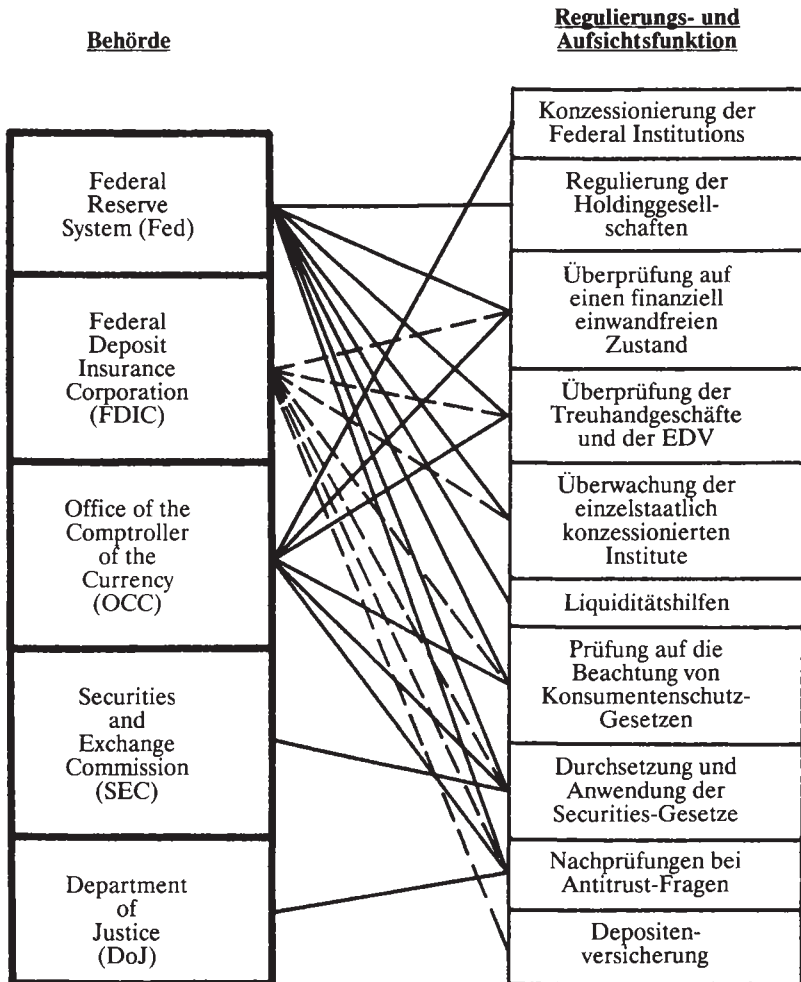 Behörde
Federal
Reserve
System (Fed)
Federal
Deposit
Insurance
Corporation
(FDIC)
Office of the
Comptroller
of the
Currency
(OCC)
Securities
and
Exchange
Commission
(SEC)
Department
of
Justice
(DoJ)
Regulierungs- und
Aufsichtsfunktion
Konzessionierung der
Federal Institutions
Regulierung der
Holdinggesell-
schaften
Überprüfung auf
einen finanziell
einwandfreien
Zustand
Überprüfung der
Treuhandgeschäfte
und der EDV
Überwachung der
einzelstaatlich
konzessionierten
Institute
Liquiditätshilfen
Prüfung auf die
Beachtung von
Konsumentenschutz-
Gesetzen
Durchsetzung und
Anwendung der
Securities-Gesetze
Nachprüfungen bei
Antitrust-Fragen
Depositen-
versicherung